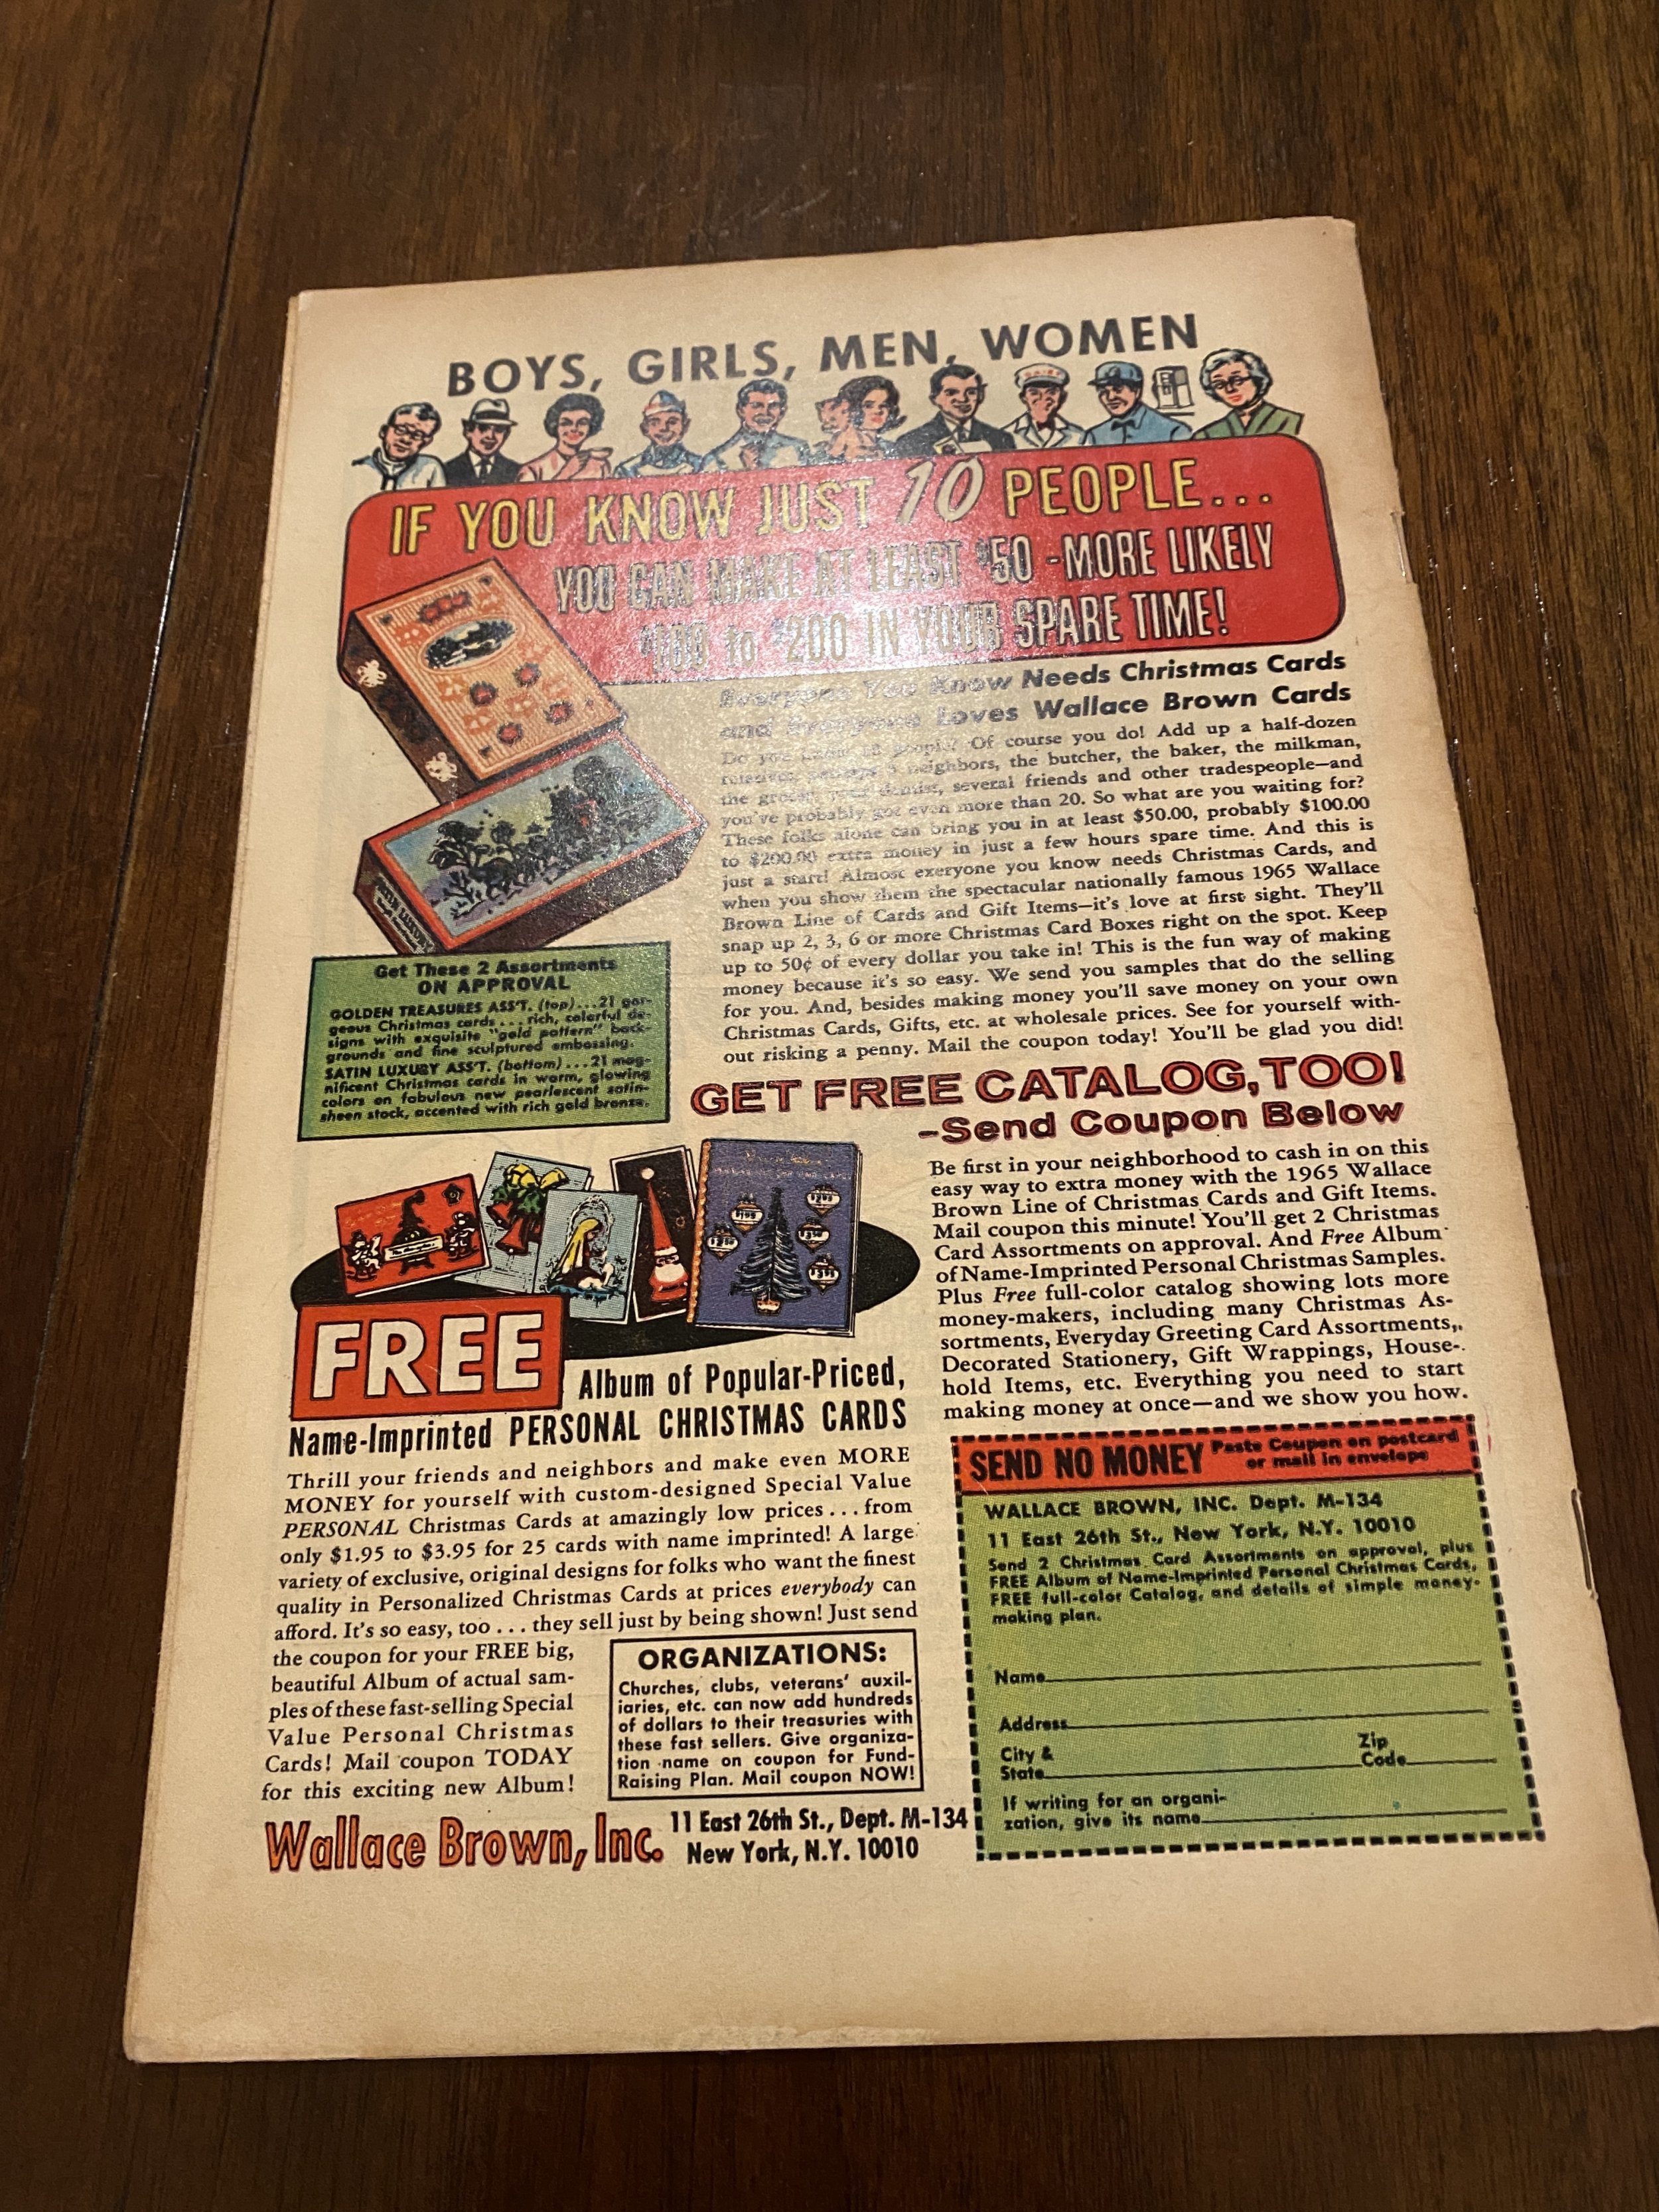 BOYS, GIRLS, MEN, WOMEN
IF YOU KNOW JUST 10 PEOPLE...
YOU CAN MAKE AT LEAST $50 - MORE LIKELY
$100 to $200 IN YOUR SPARE TIME!
Everyone You Know Needs Christmas Cards
and Everyone Loves Wallace Brown Cards
Do you know 10 people? Of course you do! Add up a half-dozen
relatives, perhaps neighbors, the butcher, the baker, the milkman,
the grocer, your dentist, several friends and other tradespeople—and
you've probably got even more than 20. So what are you waiting for?
These folks alone can bring you in at least $50.00, probably $100.00
to $200.00 extra money in just a few hours spare time. And this is
just a start! Almost exeryone you know needs Christmas Cards, and
when you show them the spectacular nationally famous 1965 Wallace
Brown Line of Cards and Gift Items—it's love at first sight. They'll
snap up 2, 3, 6 or more Christmas Card Boxes right on the spot. Keep
up to 50¢ of every dollar you take in! This is the fun way of making
money because it's so easy. We send you samples that do the selling
for you. And, besides making money you'll save money on your own
Christmas Cards, Gifts, etc. at wholesale prices. See for yourself with-
out risking a penny. Mail the coupon today! You'll be glad you did!
SATIN LUXURY
Get These 2 Assortments
ON APPROVAL
GOLDEN TREASURES ASS'T. (top)...21 gor-
geous Christmas cards...rich, colorful de-
signs with exquisite "gold pattern" back-
grounds and fine sculptured embossing.
SATIN LUXURY ASS'T. (bottom)...21 mag-
nificent Christmas cards in warm, glowing
colors on fabulous new pearlescent satin-
sheen stock, accented with rich gold bronze.
GET FREE CATALOG, TOO!
-Send Coupon Below
Be first in your neighborhood to cash in on this
easy way to extra money with the 1965 Wallace
Brown Line of Christmas Cards and Gift Items.
Mail coupon this minute! You'll get 2 Christmas
Card Assortments on approval. And Free Album
of Name-Imprinted Personal Christmas Samples.
Plus Free full-color catalog showing lots more
money-makers, including many Christmas As-
sortments, Everyday Greeting Card Assortments,
Decorated Stationery, Gift Wrappings, House-
hold Items, etc. Everything you need to start
making money at once—and we show you how.
FREE
Album of Popular-Priced,
Name-Imprinted PERSONAL CHRISTMAS CARDS
Thrill your friends and neighbors and make even MORE
MONEY for yourself with custom-designed Special Value
PERSONAL Christmas Cards at amazingly low prices...from
only $1.95 to $3.95 for 25 cards with name imprinted! A large
variety of exclusive, original designs for folks who want the finest
quality in Personalized Christmas Cards at prices everybody can
afford. It's so easy, too...they sell just by being shown! Just send
the coupon for your FREE big,
beautiful Album of actual sam-
ples of these fast-selling Special
Value Personal Christmas
Cards! Mail coupon TODAY
for this exciting new Album!
ORGANIZATIONS:
Churches, clubs, veterans' auxil-
iaries, etc. can now add hundreds
of dollars to their treasuries with
these fast sellers. Give organiza-
tion name on coupon for Fund-
Raising Plan. Mail coupon NOW!
Wallace Brown, Inc.
11 East 26th St., Dept. M-134
New York, N.Y. 10010
SEND NO MONEY Paste Coupon on postcard
or mail in envelope
WALLACE BROWN, INC. Dept. M-134
11 East 26th St., New York, N.Y. 10010
Send 2 Christmas Card Assortments on approval, plus
FREE Album of Name-Imprinted Personal Christmas Cards,
FREE full-color Catalog, and details of simple money-
making plan.
Name
Address
City &
State
Zip
Code
If writing for an organi-
zation, give its name